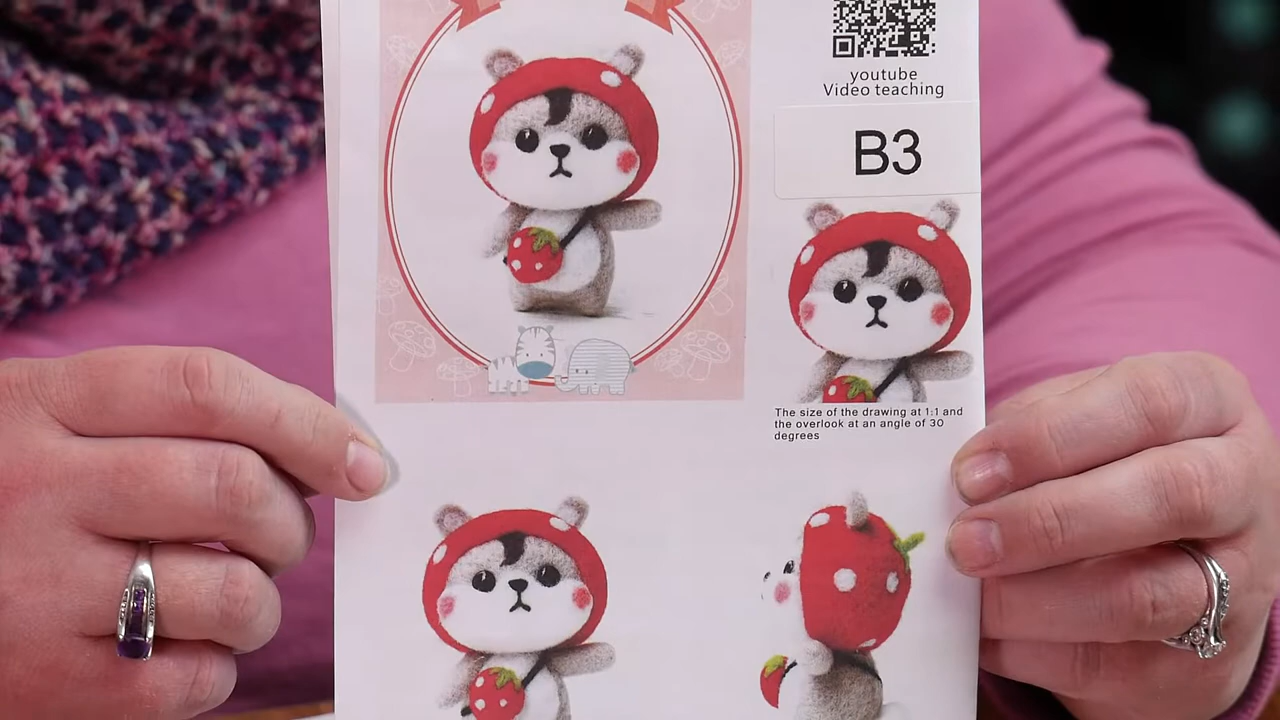 youtube
Video teaching
B3
The size of the drawing at 1:1 and
the overlook at an angle of 30
degrees